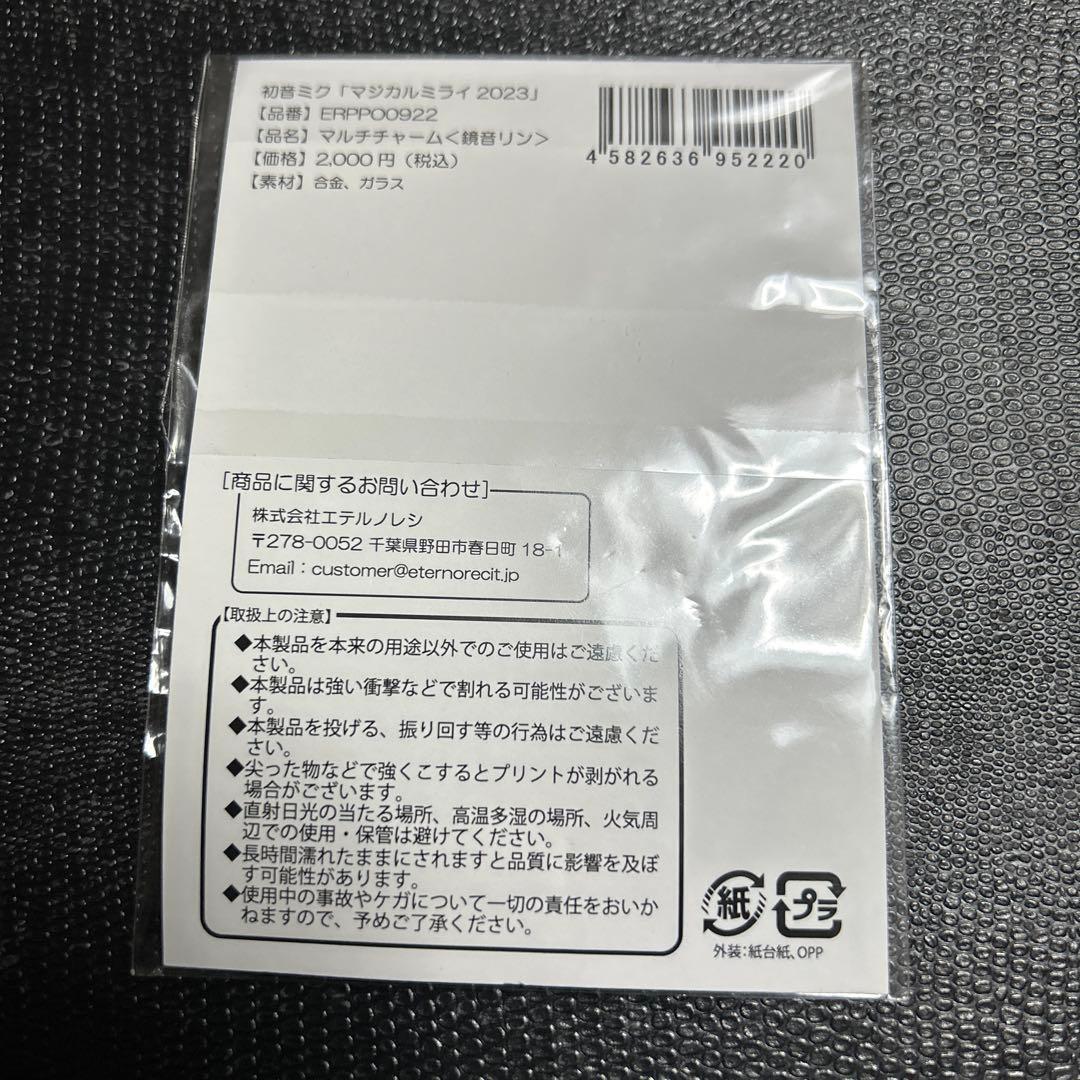 初音ミク「マジカルミライ 2023」
【品番】ERPP00922
【品名】マルチチャーム<鏡音リン>
【価格】2,000円（税込）
【素材】合金、ガラス
4 582636 952220
[商品に関するお問い合わせ]
株式会社エテルノレシ
〒278-0052 千葉県野田市春日町 18-1
Email：customer@eternorecit.jp
【取扱上の注意】
◆本製品を本来の用途以外でのご使用はご遠慮くだ
さい。
◆本製品は強い衝撃などで割れる可能性がございま
す。
◆本製品を投げる、振り回す等の行為はご遠慮くだ
さい。
◆尖った物などで強くこするとプリントが剥がれる
場合がございます。
◆直射日光の当たる場所、高温多湿の場所、火気周
辺での使用・保管は避けてください。
◆長時間濡れたままにされますと品質に影響を及ぼ
す可能性があります。
◆使用中の事故やケガについて一切の責任をおいか
ねますので、予めご了承ください。
紙 プラ
外装：紙台紙、OPP